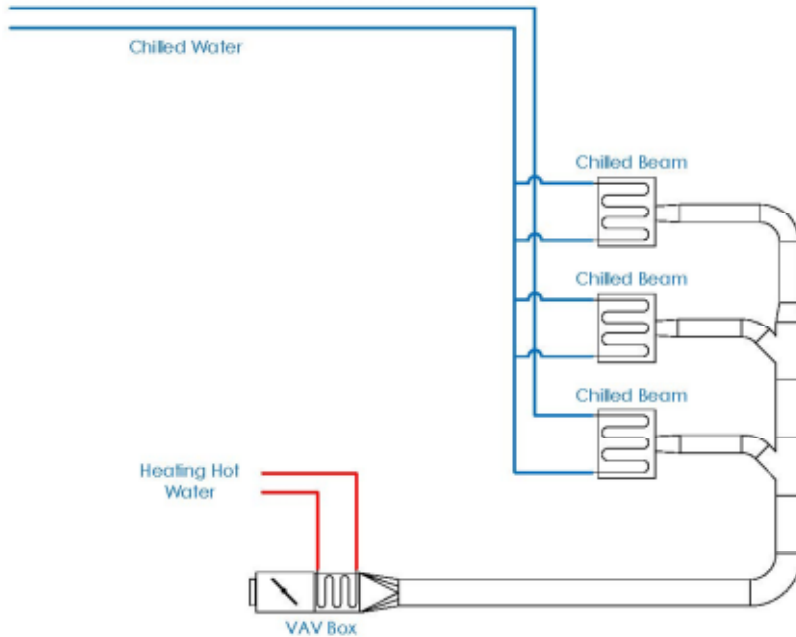 Chilled Water
Chilled Beam
Chilled Beam
Chilled Beam
Heating Hot
Water
VAV Box